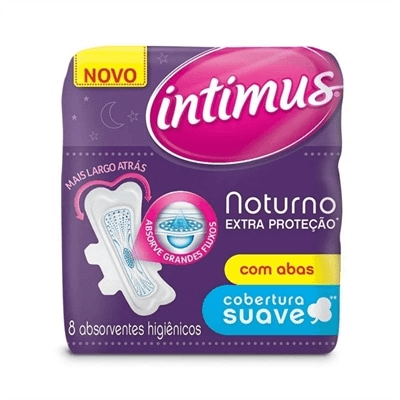 NOVO
intimus®
MAIS LARGO ATRÁS
ABSORVE GRANDES FLUXOS
Noturno
EXTRA PROTEÇÃO
com abas
cobertura
suave
8 absorventes higiênicos